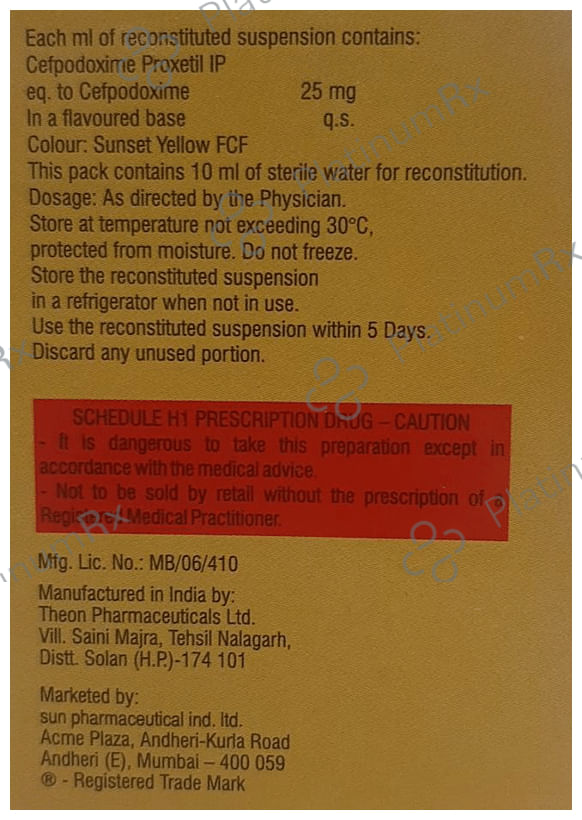 Each ml of reconstituted suspension contains:
Cefpodoxime Proxetil IP
eq. to Cefpodoxime 25 mg
In a flavoured base q.s.
Colour: Sunset Yellow FCF
This pack contains 10 ml of sterile water for reconstitution.
Dosage: As directed by the Physician.
Store at temperature not exceeding 30°C,
protected from moisture. Do not freeze.
Store the reconstituted suspension
in a refrigerator when not in use.
Use the reconstituted suspension within 5 Days.
Discard any unused portion.
SCHEDULE H1 PRESCRIPTION DRUG – CAUTION
- It is dangerous to take this preparation except in
accordance with the medical advice.
- Not to be sold by retail without the prescription of a
Registered Medical Practitioner.
Mfg. Lic. No.: MB/06/410
Manufactured in India by:
Theon Pharmaceuticals Ltd.
Vill. Saini Majra, Tehsil Nalagarh,
Distt. Solan (H.P.)-174 101
Marketed by:
sun pharmaceutical ind. ltd.
Acme Plaza, Andheri-Kurla Road
Andheri (E), Mumbai – 400 059
® - Registered Trade Mark
PlatinumRx
PlatinumRx
PlatinumRx